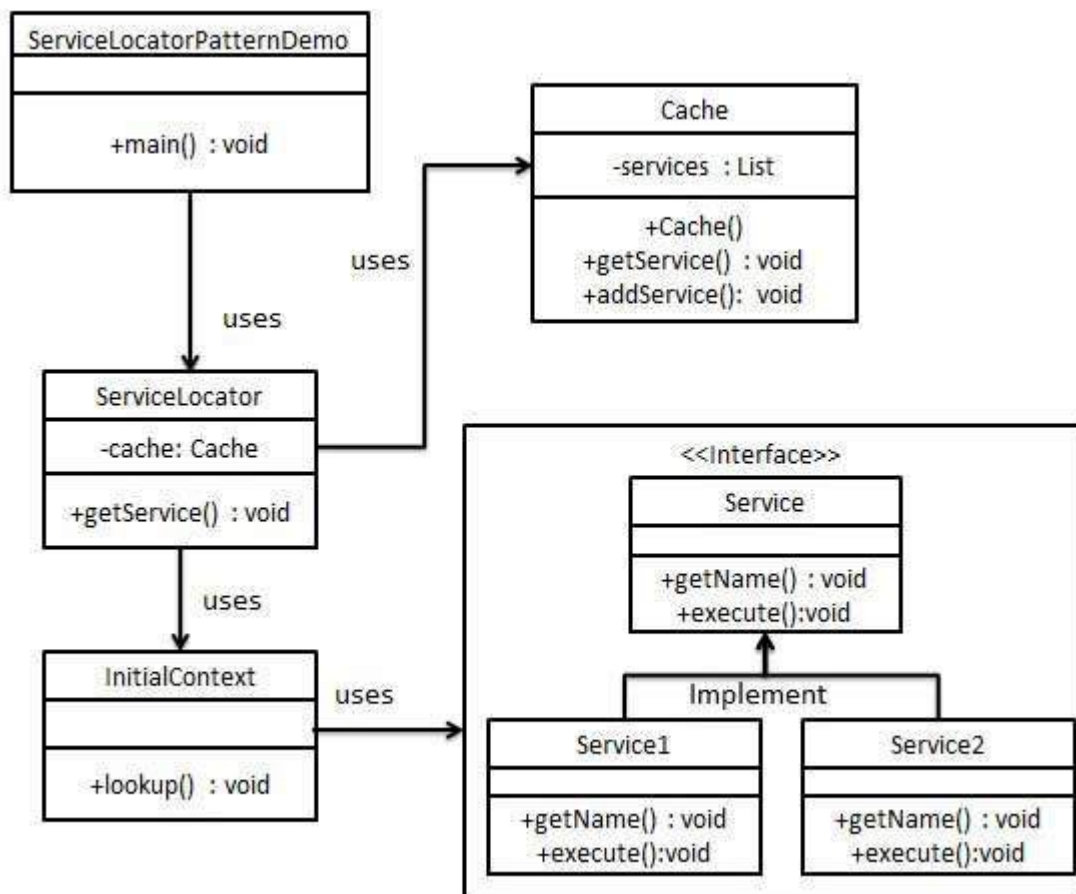 ServiceLocatorPatternDemo
+main() : void
uses
Cache
-services : List
+Cache()
+getService() : void
+addService(): void
uses
ServiceLocator
-cache: Cache
+getService() : void
uses
InitialContext
+lookup() : void
uses
<<Interface>>
Service
+getName() : void
+execute():void
Implement
Service1
+getName() : void
+execute():void
Service2
+getName() : void
+execute():void